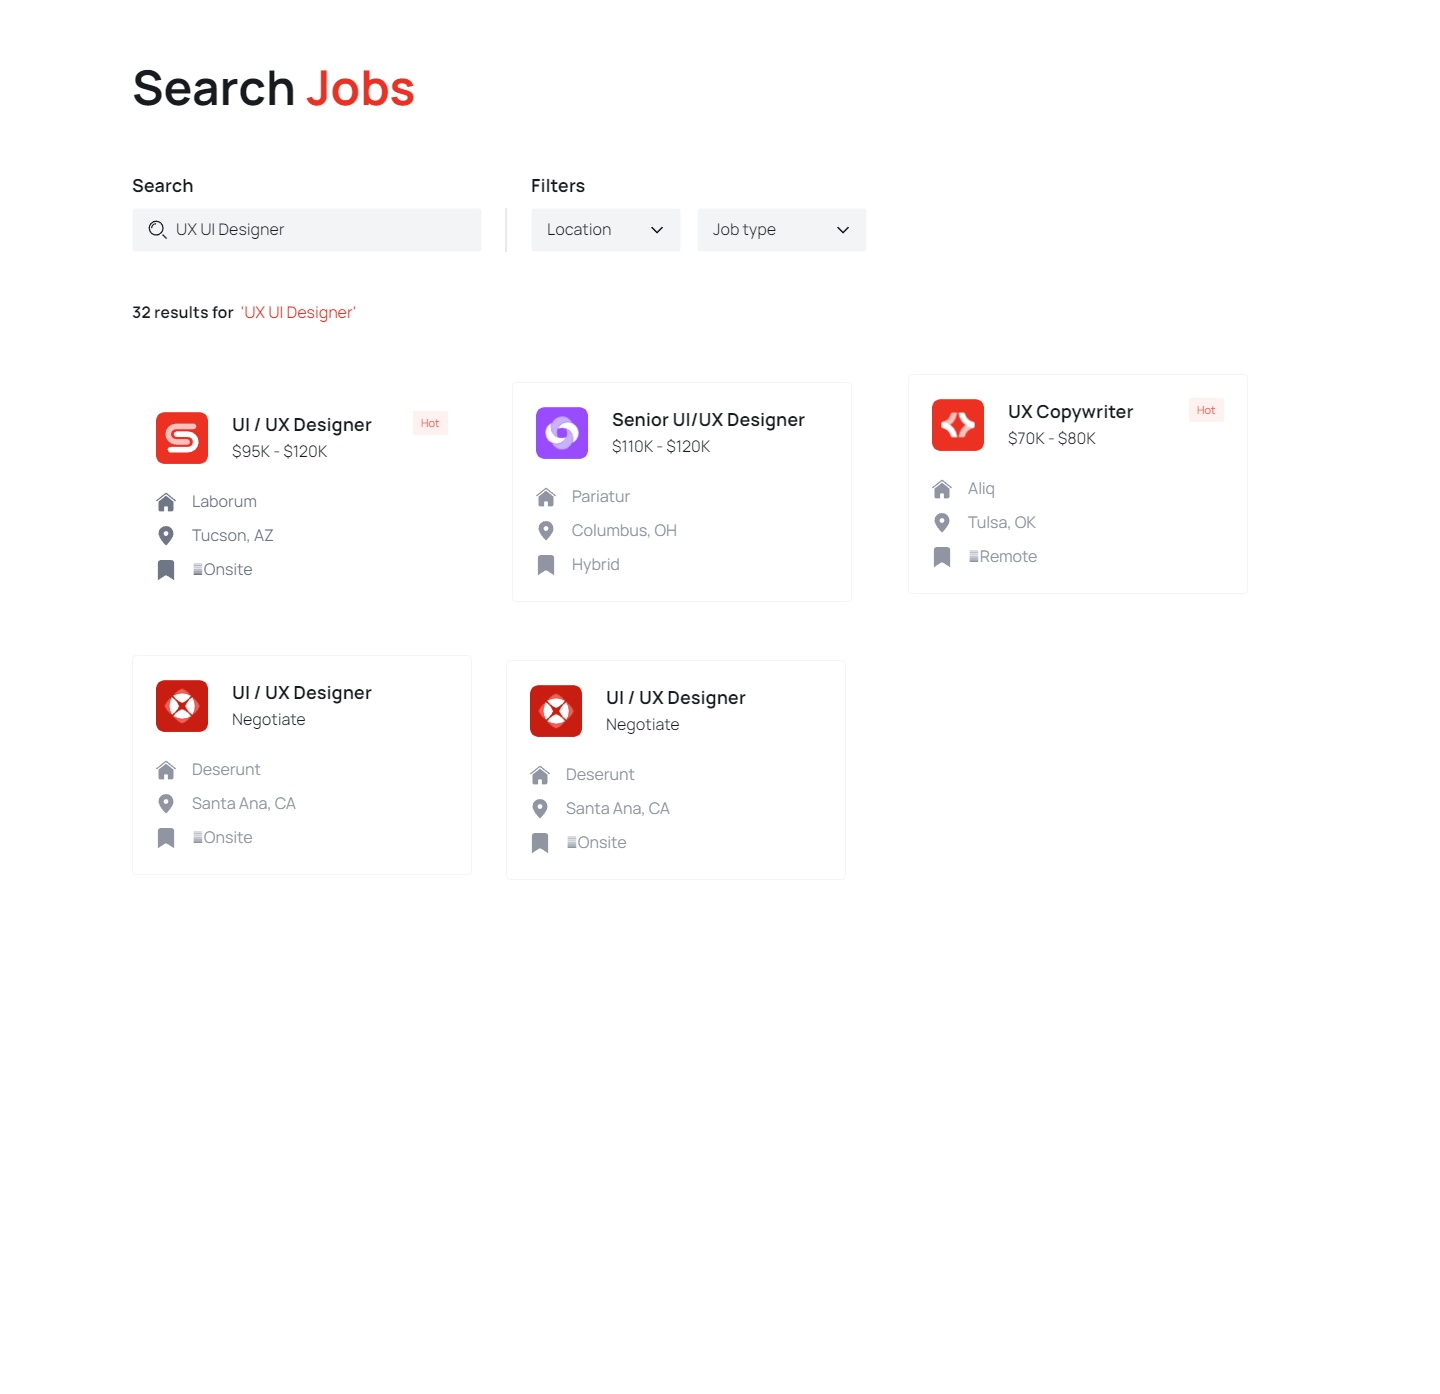 Search Jobs
Search
Filters
UX UI Designer
Location
Job type
32 results for 'UX UI Designer'
UI / UX Designer
Hot
$95K - $120K
Laborum
Tucson, AZ
Onsite
Senior UI/UX Designer
$110K - $120K
Pariatur
Columbus, OH
Hybrid
UX Copywriter
Hot
$70K - $80K
Aliq
Tulsa, OK
Remote
UI / UX Designer
Negotiate
Deserunt
Santa Ana, CA
Onsite
UI / UX Designer
Negotiate
Deserunt
Santa Ana, CA
Onsite